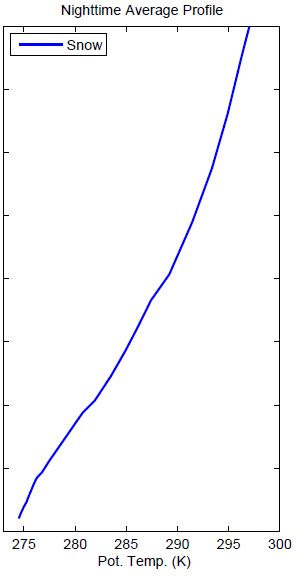 Nighttime Average Profile
Snow
275 280 285 290 295 300
Pot. Temp. (K)